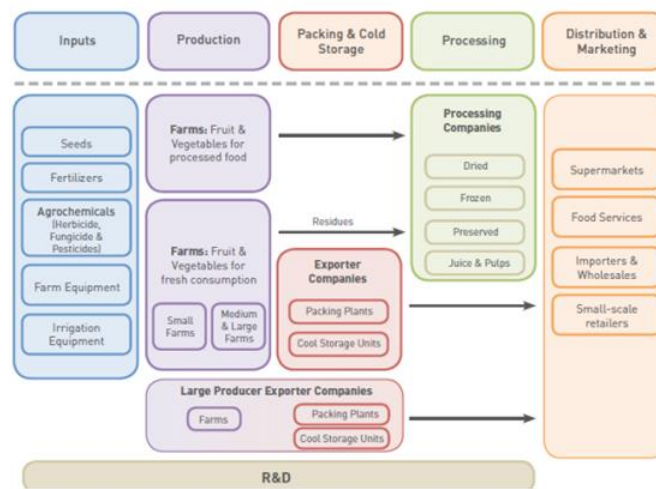 Inputs
Production
Packing & Cold
Storage
Processing
Distribution &
Marketing
Seeds
Fertilizers
Agrochemicals
(Herbicide,
Fungicide &
Pesticides)
Farm Equipment
Irrigation
Equipment
Farms: Fruit &
Vegetables for
processed food
Farms: Fruit &
Vegetables for
fresh consumption
Small
Farms
Medium
& Large
Farms
Residues
Exporter
Companies
Packing Plants
Cool Storage Units
Large Producer Exporter Companies
Farms
Packing Plants
Cool Storage Units
Processing
Companies
Dried
Frozen
Preserved
Juice & Pulps
Supermarkets
Food Services
Importers &
Wholesales
Small-scale
retailers
R&D